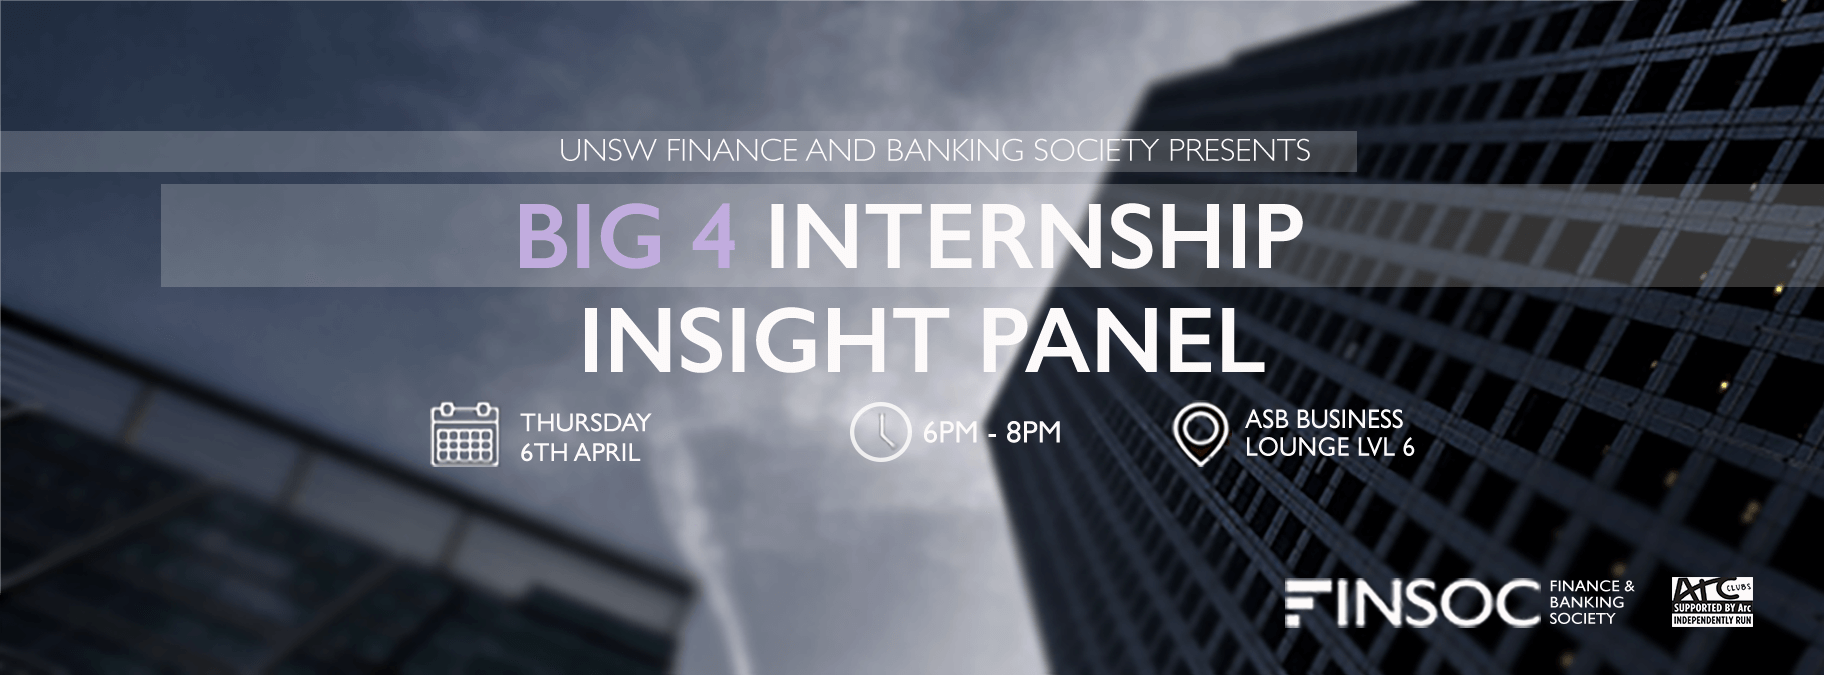 UNSW FINANCE AND BANKING SOCIETY PRESENTS
BIG 4 INTERNSHIP
INSIGHT PANEL
THURSDAY
6TH APRIL
6PM - 8PM
ASB BUSINESS
LOUNGE LVL 6
FINSOC
FINANCE &
BANKING
SOCIETY
Arc CLUBS
SUPPORTED BY Arc
INDEPENDENTLY RUN